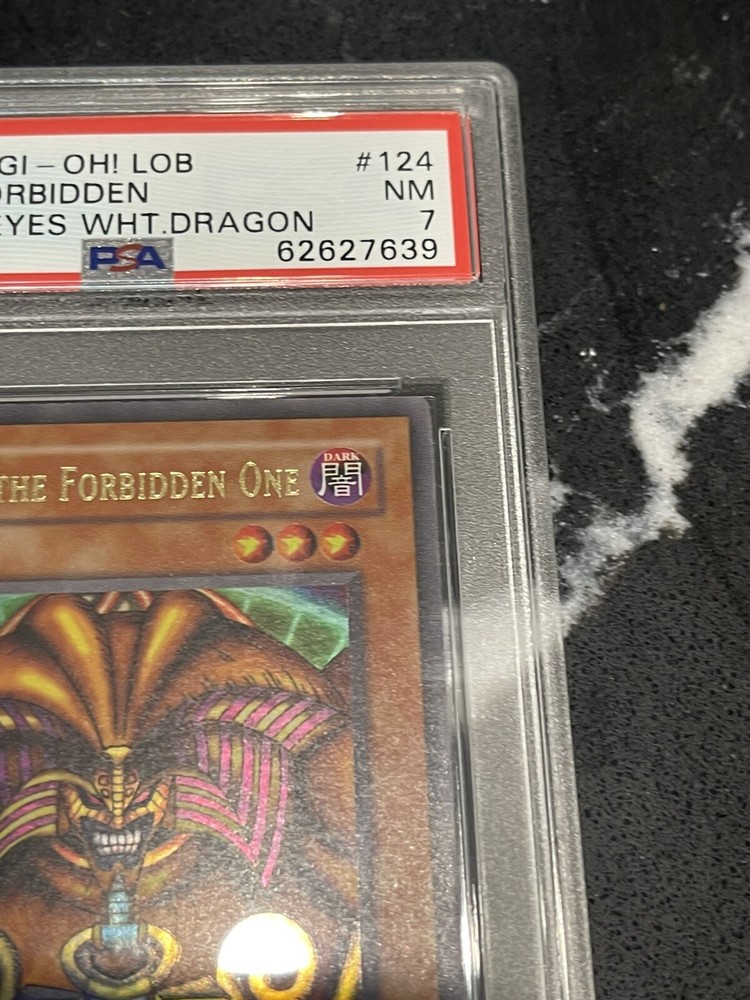 GI-OH! LOB #124
ORBIDDEN NM
EYES WHT.DRAGON 7
PSA 62627639
THE FORBIDDEN ONE
DARK
闇